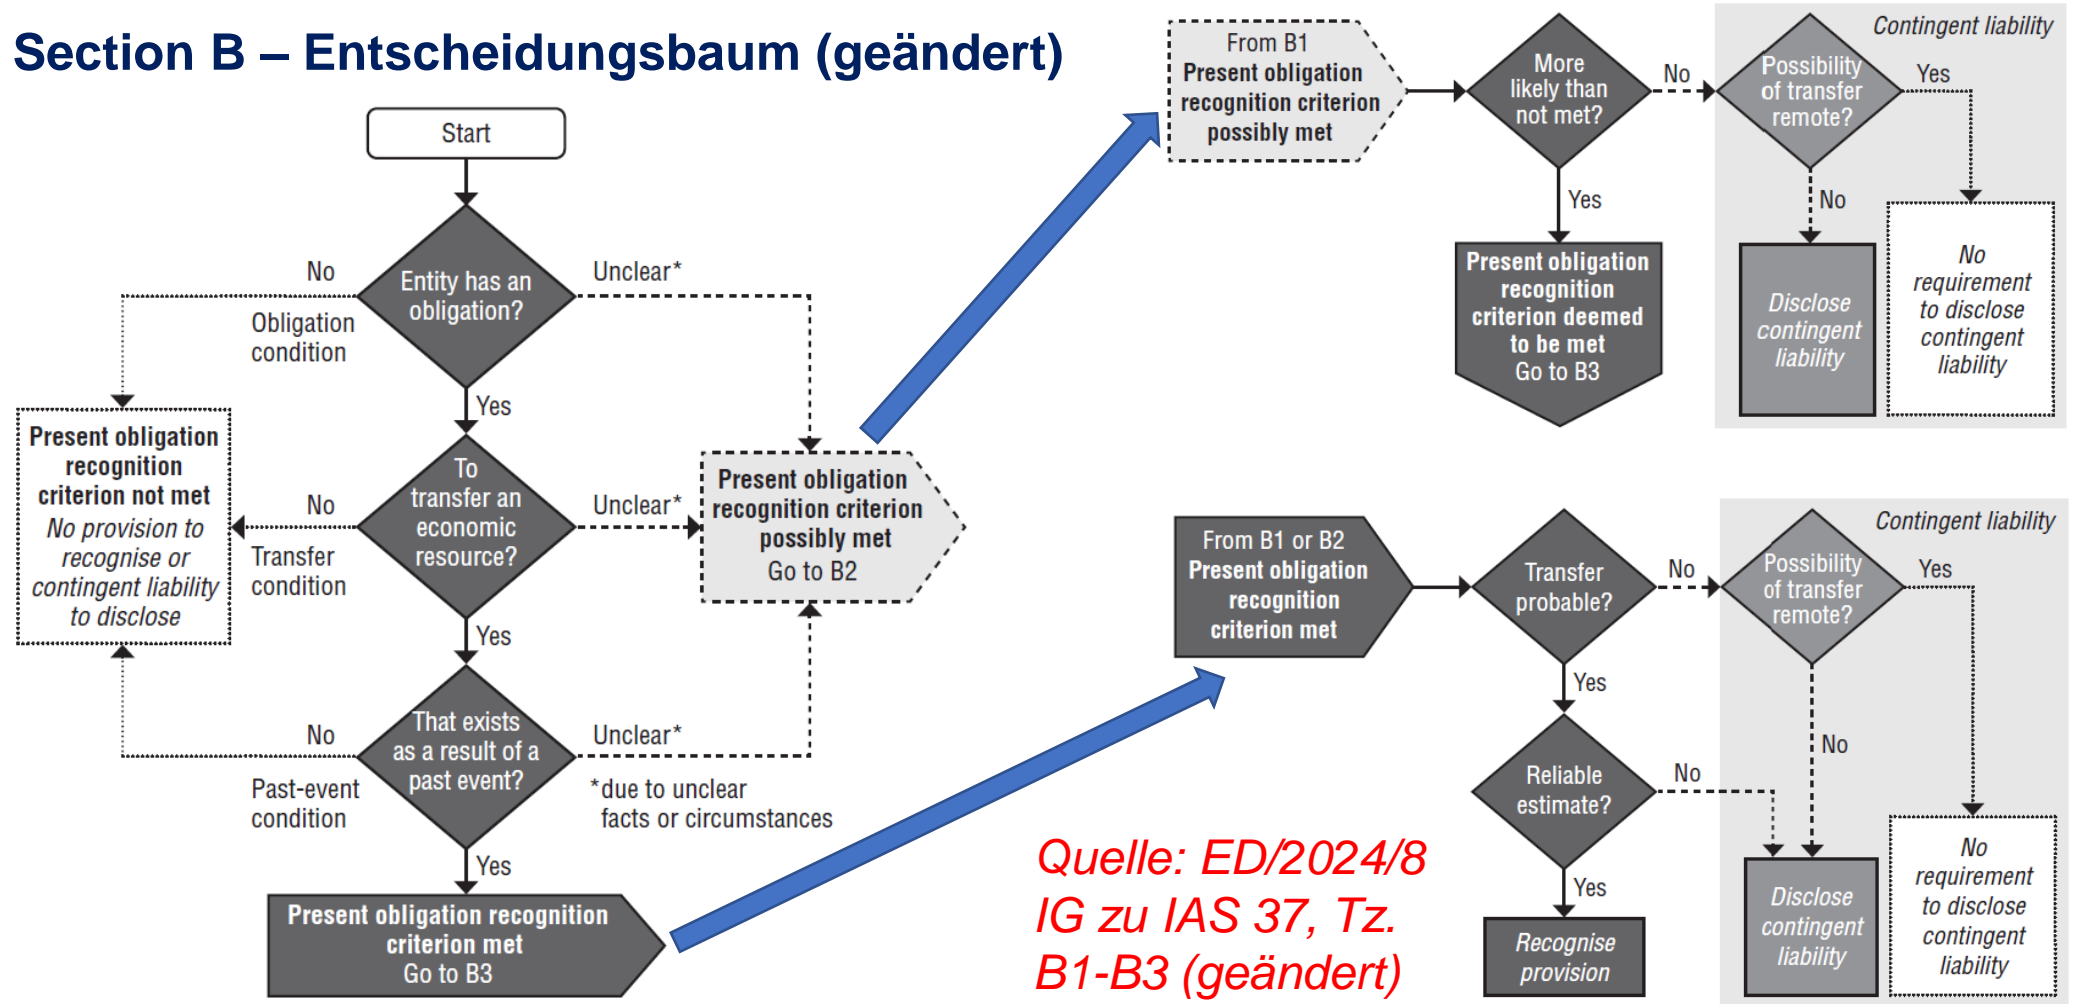 Section B – Entscheidungsbaum (geändert)
Start
Entity has an
obligation?
No
Obligation
condition
Unclear*
Yes
To
transfer an
economic
resource?
No
Transfer
condition
Unclear*
Yes
That exists
as a result of a
past event?
No
Past-event
condition
Unclear*
*due to unclear
facts or circumstances
Yes
Present obligation
recognition
criterion not met
No provision to
recognise or
contingent liability
to disclose
Present obligation
recognition criterion
possibly met
Go to B2
Present obligation recognition
criterion met
Go to B3
From B1
Present obligation
recognition criterion
possibly met
More
likely than
not met?
No
Yes
Present obligation
recognition
criterion deemed
to be met
Go to B3
Contingent liability
Possibility
of transfer
remote?
Yes
No
Disclose
contingent
liability
No
requirement
to disclose
contingent
liability
From B1 or B2
Present obligation
recognition
criterion met
Transfer
probable?
No
Yes
Reliable
estimate?
No
Yes
Recognise
provision
Contingent liability
Possibility
of transfer
remote?
Yes
No
Disclose
contingent
liability
No
requirement
to disclose
contingent
liability
Quelle: ED/2024/8
IG zu IAS 37, Tz.
B1-B3 (geändert)